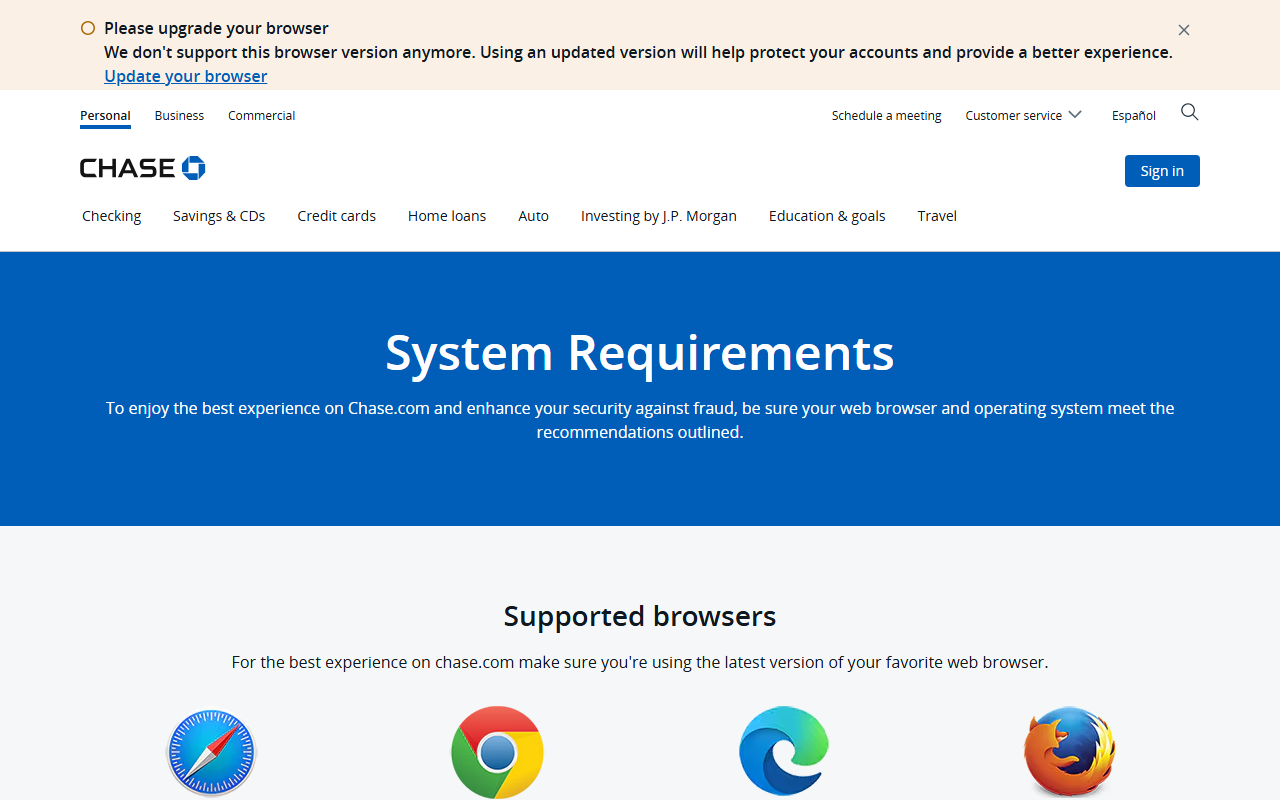 Please upgrade your browser
We don't support this browser version anymore. Using an updated version will help protect your accounts and provide a better experience.
Update your browser
Personal Business Commercial Schedule a meeting Customer service Español
CHASE Sign in
Checking Savings & CDs Credit cards Home loans Auto Investing by J.P. Morgan Education & goals Travel
System Requirements
To enjoy the best experience on Chase.com and enhance your security against fraud, be sure your web browser and operating system meet the
recommendations outlined.
Supported browsers
For the best experience on chase.com make sure you're using the latest version of your favorite web browser.